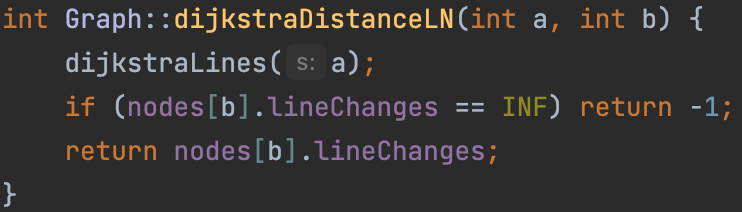 int Graph::dijkstraDistanceLN(int a, int b) {
    dijkstraLines( s: a);
    if (nodes[b].lineChanges == INF) return -1;
    return nodes[b].lineChanges;
}